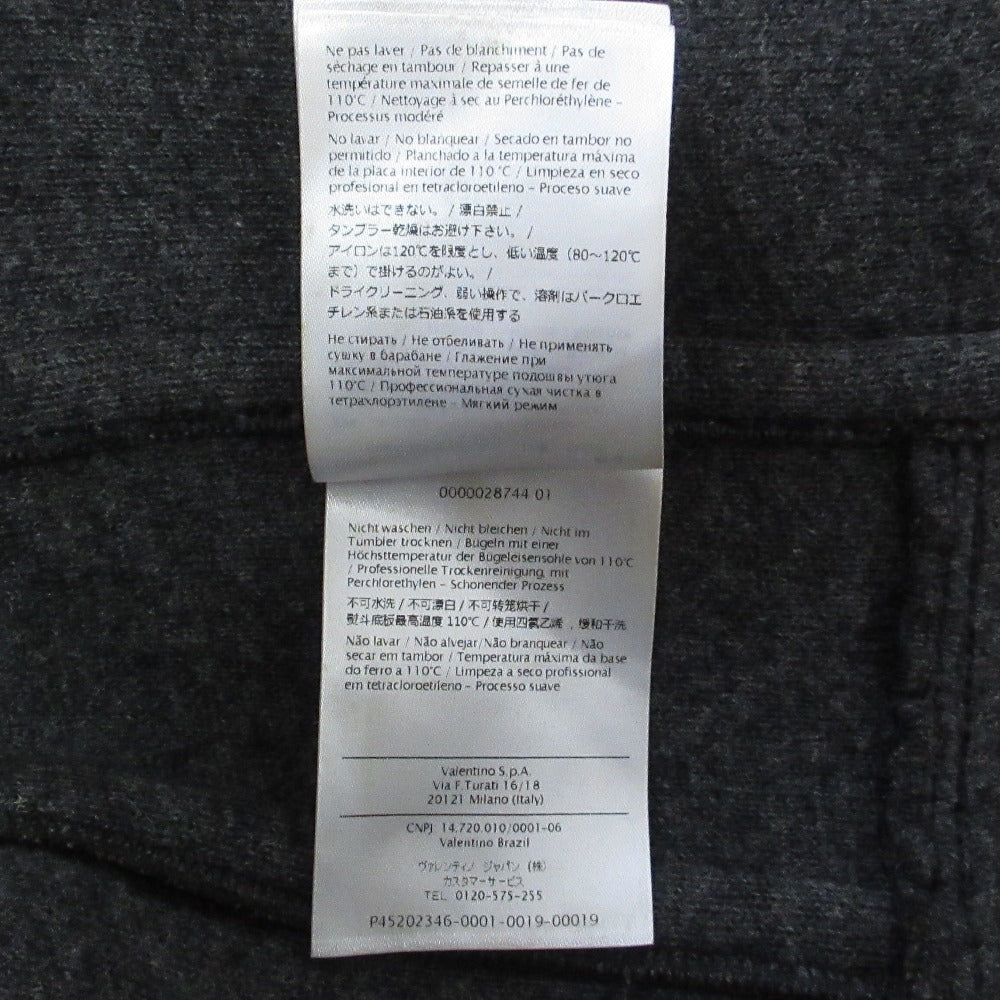 Ne pas laver / Pas de blanchiment / Pas de
séchage en tambour / Repasser à une
température maximale de semelle de fer de
110°C / Nettoyage à sec au Perchloréthylène –
Processus modéré
No lavar / No blanquear / Secado en tambor no
permitido / Planchado a la temperatura máxima
de la placa interior de 110 °C / Limpieza en seco
profesional en tetracloroetileno – Proceso suave
水洗いはできない。 / 漂白禁止 /
タンブラー乾燥はお避け下さい。 /
アイロンは120℃を限度とし、低い温度（80～120℃
まで）で掛けるのがよい。 /
ドライクリーニング、弱い操作で、溶剤はパークロエ
チレン系または石油系を使用する
Не стирать / Не отбеливать / Не применять
сушку в барабане / Глажение при
максимальной температуре подошвы утюга
110°C / Профессиональная сухая чистка в
тетрахлорэтилене – Мягкий режим
0000028744 01
Nicht waschen / Nicht bleichen / Nicht im
Tumbler trocknen / Bügeln mit einer
Höchsttemperatur der Bügeleisensohle von 110°C
/ Professionelle Trockenreinigung, mit
Perchlorethylen – Schonender Prozess
不可水洗 / 不可漂白 / 不可转笼烘干 /
熨斗底板最高温度 110℃ / 使用四氯乙烯，缓和干洗
Não lavar / Não alvejar/Não branquear / Não
secar em tambor / Temperatura máxima da base
do ferro a 110°C / Limpeza a seco profissional
em tetracloroetileno – Processo suave
Valentino S.p.A.
Via F.Turati 16/18
20121 Milano (Italy)
CNPJ 14.720.010/0001-06
Valentino Brazil
ヴァレンティノ ジャパン（株）
カスタマーサービス
TEL 0120-575-255
P45202346-0001-0019-00019